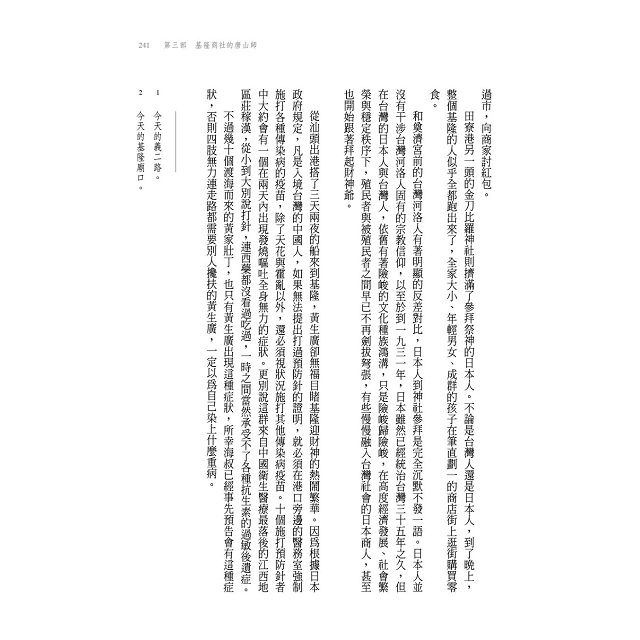 241　第三部　基隆商社的唐山師
過市，向商家討紅包。
田寮港另一頭的金刀比羅神社則擠滿了參拜祭神的日本人。不論是台灣人還是日本人，到了晚上，
整個基隆的人似乎全都跑出來了，全家大小、年輕男女、成群的孩子在筆直劃一的商店街上逛街購買零
食。
和奠濟宮前的台灣河洛人有著明顯的反差對比，日本人到神社參拜是完全沉默不發一語。日本人並
沒有干涉台灣河洛人固有的宗教信仰，以至於到一九三一年，日本雖然已經統治台灣三十五年之久，但
在台灣的日本人與台灣人，依舊有著險峻的文化種族鴻溝，只是險峻歸險峻，在高度經濟發展、社會繁
榮與穩定秩序下，殖民者與被殖民者之間早已不再劍拔弩張，有些慢慢融入台灣社會的日本商人，甚至
也開始跟著拜起財神爺。
從汕頭出港搭了三天兩夜的船來到基隆，黃生廣卻無福目睹基隆迎財神的熱鬧繁華。因為根據日本
政府規定，凡是入境台灣的中國人，如果無法提出打過預防針的證明，就必須在港口旁邊的醫務室強制
施打各種傳染病的疫苗，除了天花與霍亂以外，還必須視狀況施打其他傳染病疫苗。十個施打預防針者
中大約會有一個在兩天內出現發燒嘔吐全身無力的症狀。更別說這群來自中國衛生醫療最落後的江西地
區莊稼漢，從小到大別說打針，連西藥都沒看過吃過，一時之間當然承受不了各種抗生素的過敏後遺症。
不過幾十個渡海而來的黃家壯丁，也只有黃生廣出現這種症狀，所幸海叔已經事先預告會有這種症
狀，否則四肢無力連走路都需要別人攙扶的黃生廣，一定以為自己染上什麼重病。
1　今天的義二路。
2　今天的基隆廟口。